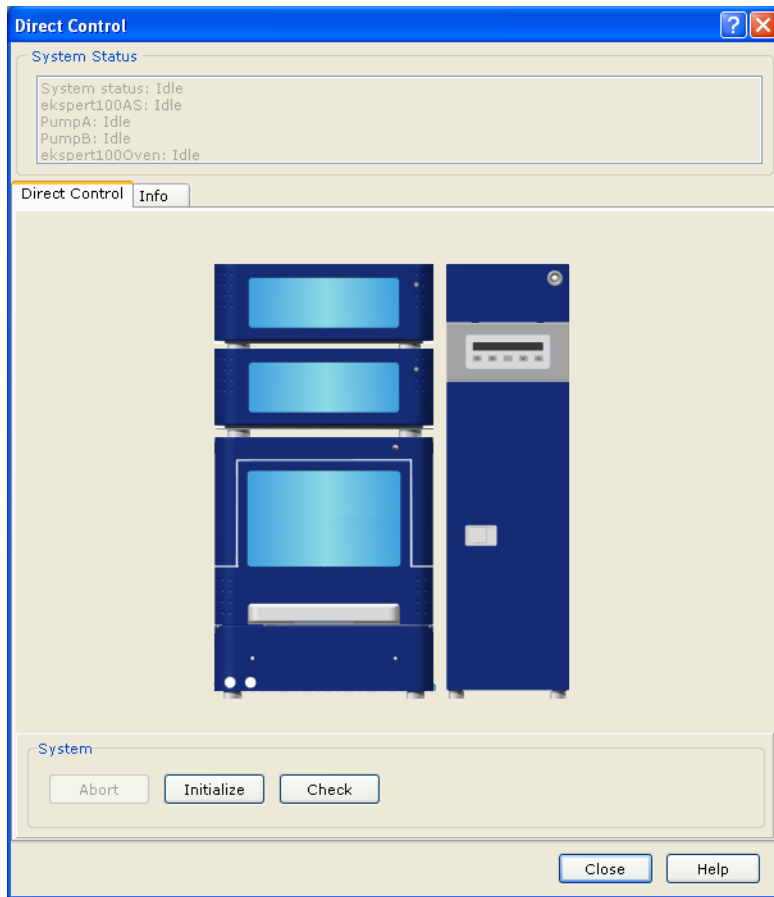 Direct Control
System Status
System status: Idle
ekspert100AS: Idle
PumpA: Idle
PumpB: Idle
ekspert100Oven: Idle
Direct Control Info
System
Abort Initialize Check
Close Help